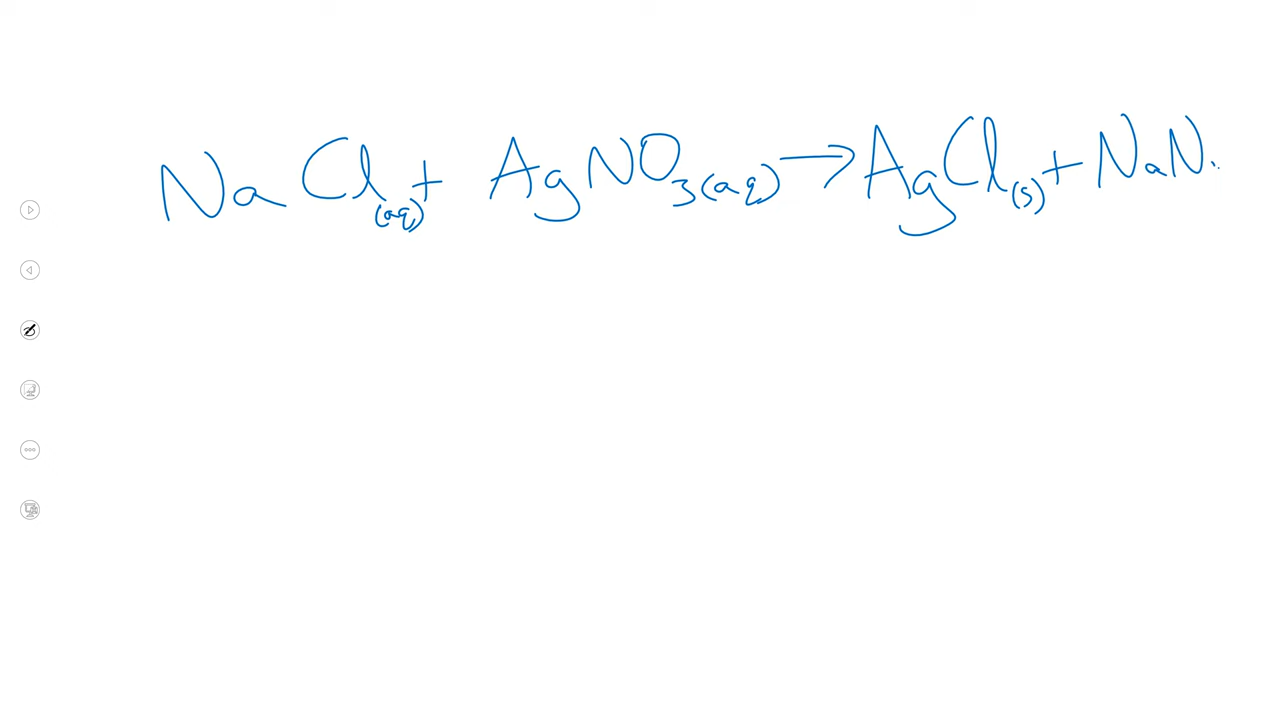 NaCl(aq) + AgNO3(aq) → AgCl(s) + NaN